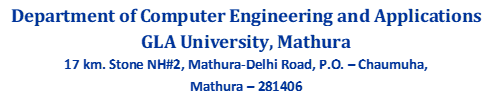 Department of Computer Engineering and Applications
GLA University, Mathura
17 km. Stone NH#2, Mathura-Delhi Road, P.O. – Chaumuha,
Mathura – 281406